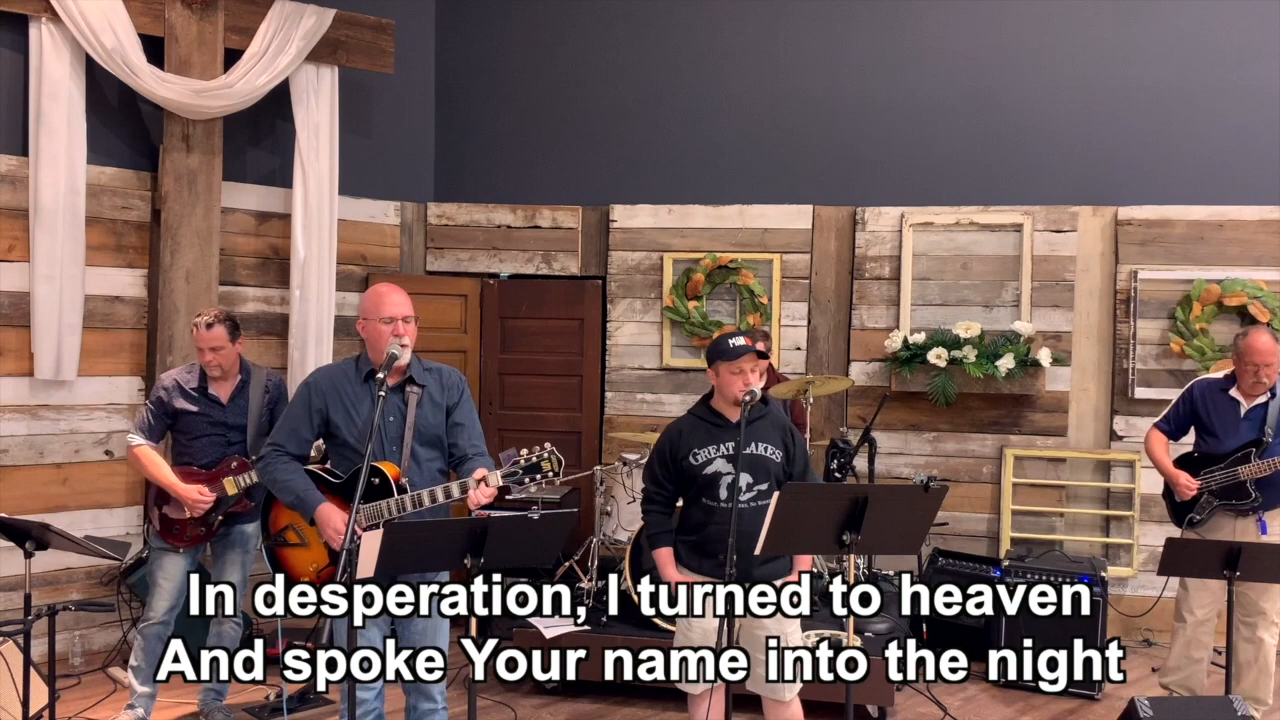 GREAT LAKES
In desperation, I turned to heaven
And spoke Your name into the night